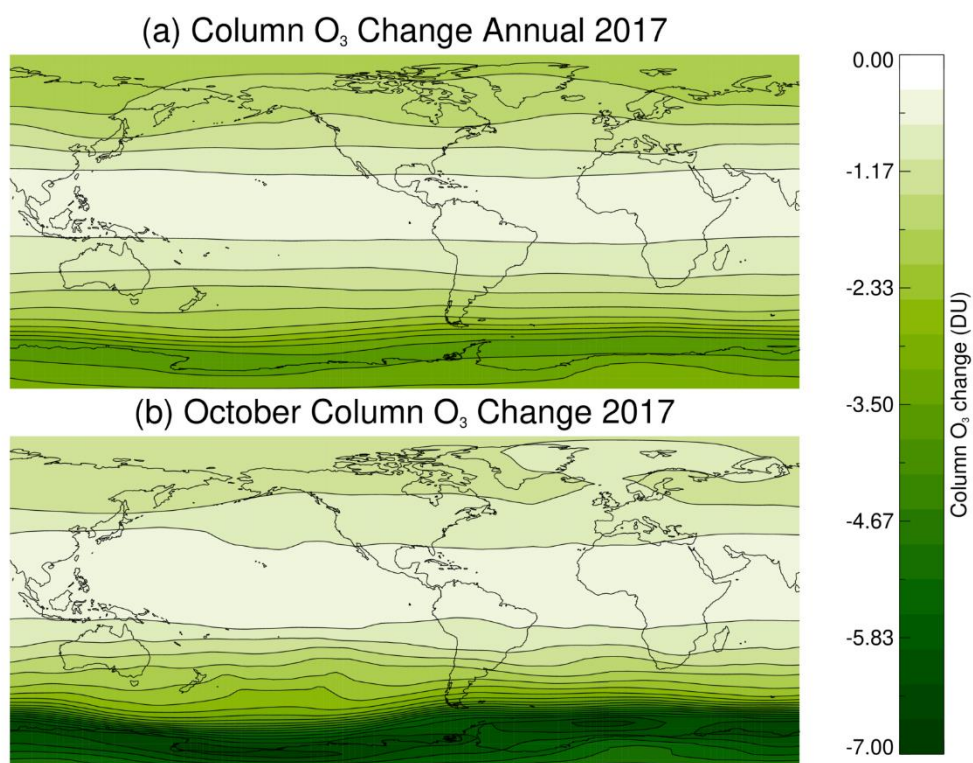 (a) Column O₃ Change Annual 2017
(b) October Column O₃ Change 2017
0.00
-1.17
-2.33
-3.50
-4.67
-5.83
-7.00
Column O₃ change (DU)